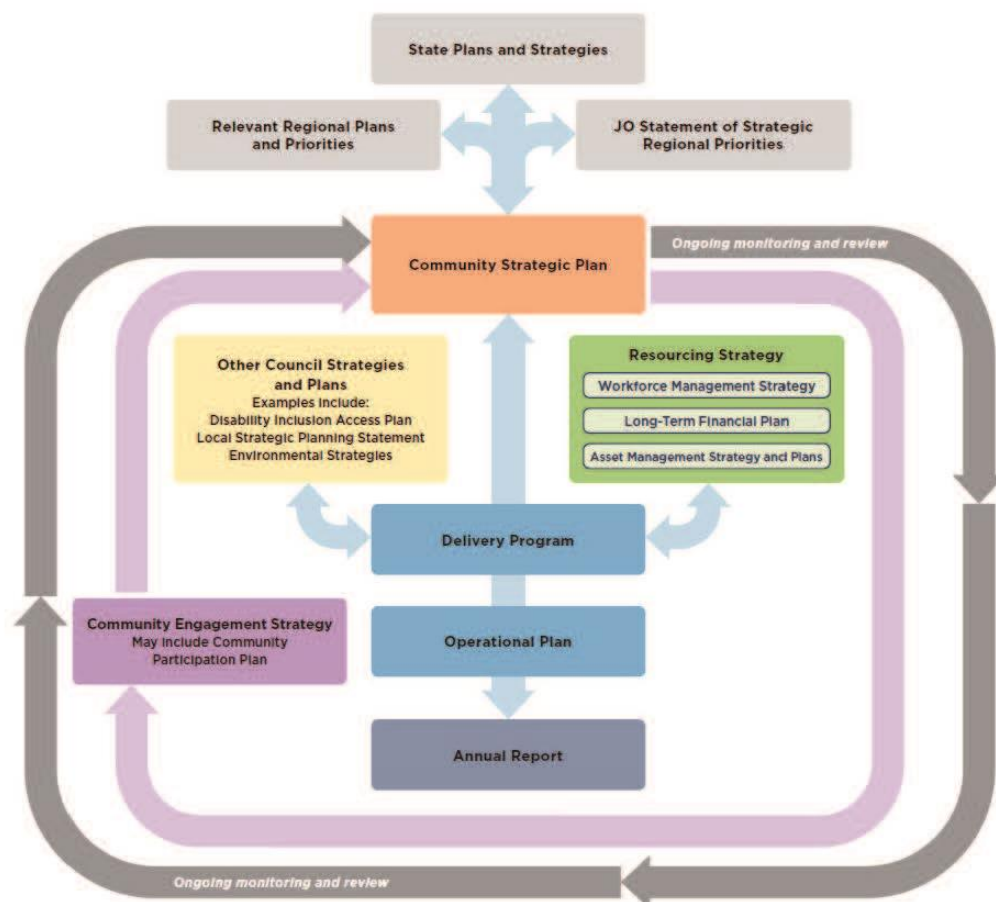 State Plans and Strategies
Relevant Regional Plans
and Priorities
JO Statement of Strategic
Regional Priorities
Community Strategic Plan
Ongoing monitoring and review
Other Council Strategies
and Plans
Examples include:
Disability Inclusion Access Plan
Local Strategic Planning Statement
Environmental Strategies
Resourcing Strategy
Workforce Management Strategy
Long-Term Financial Plan
Asset Management Strategy and Plans
Delivery Program
Community Engagement Strategy
May include Community
Participation Plan
Operational Plan
Annual Report
Ongoing monitoring and review